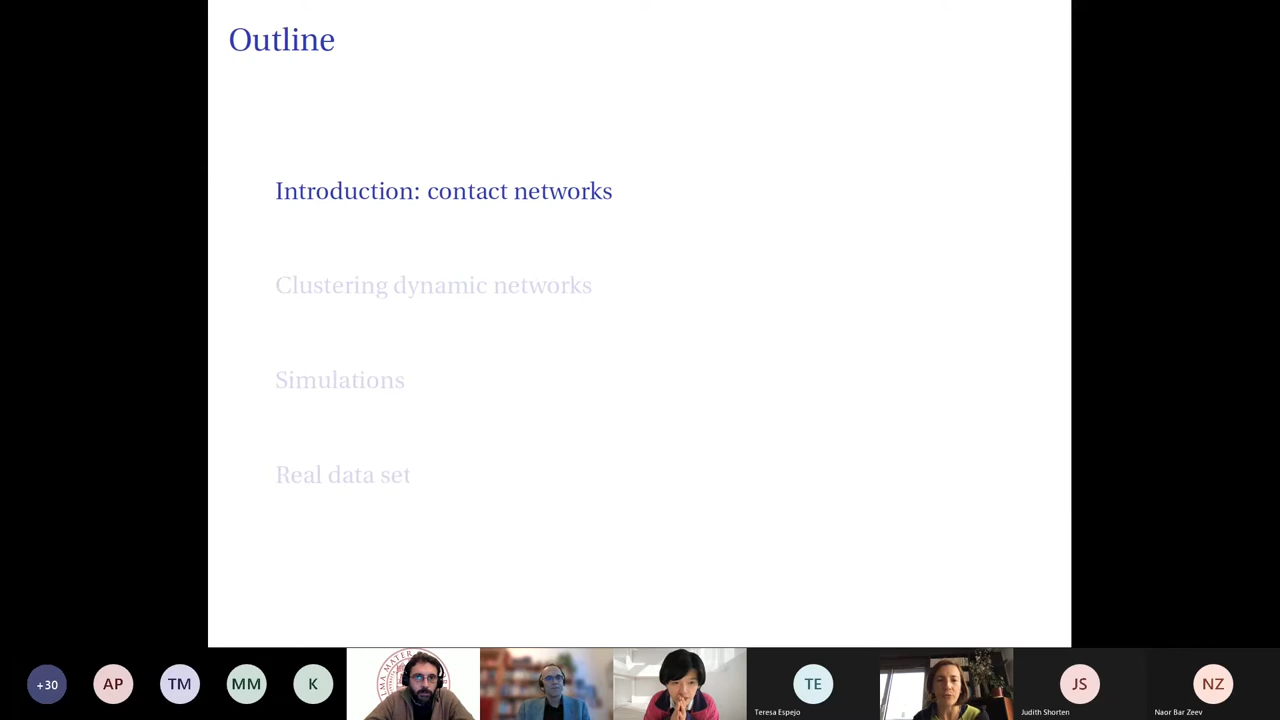 Outline
Introduction: contact networks
Clustering dynamic networks
Simulations
Real data set
+30
AP
TM
MM
K
TE
JS
NZ
Teresa Espejo
Judith Shorten
Naor Bar Zeev